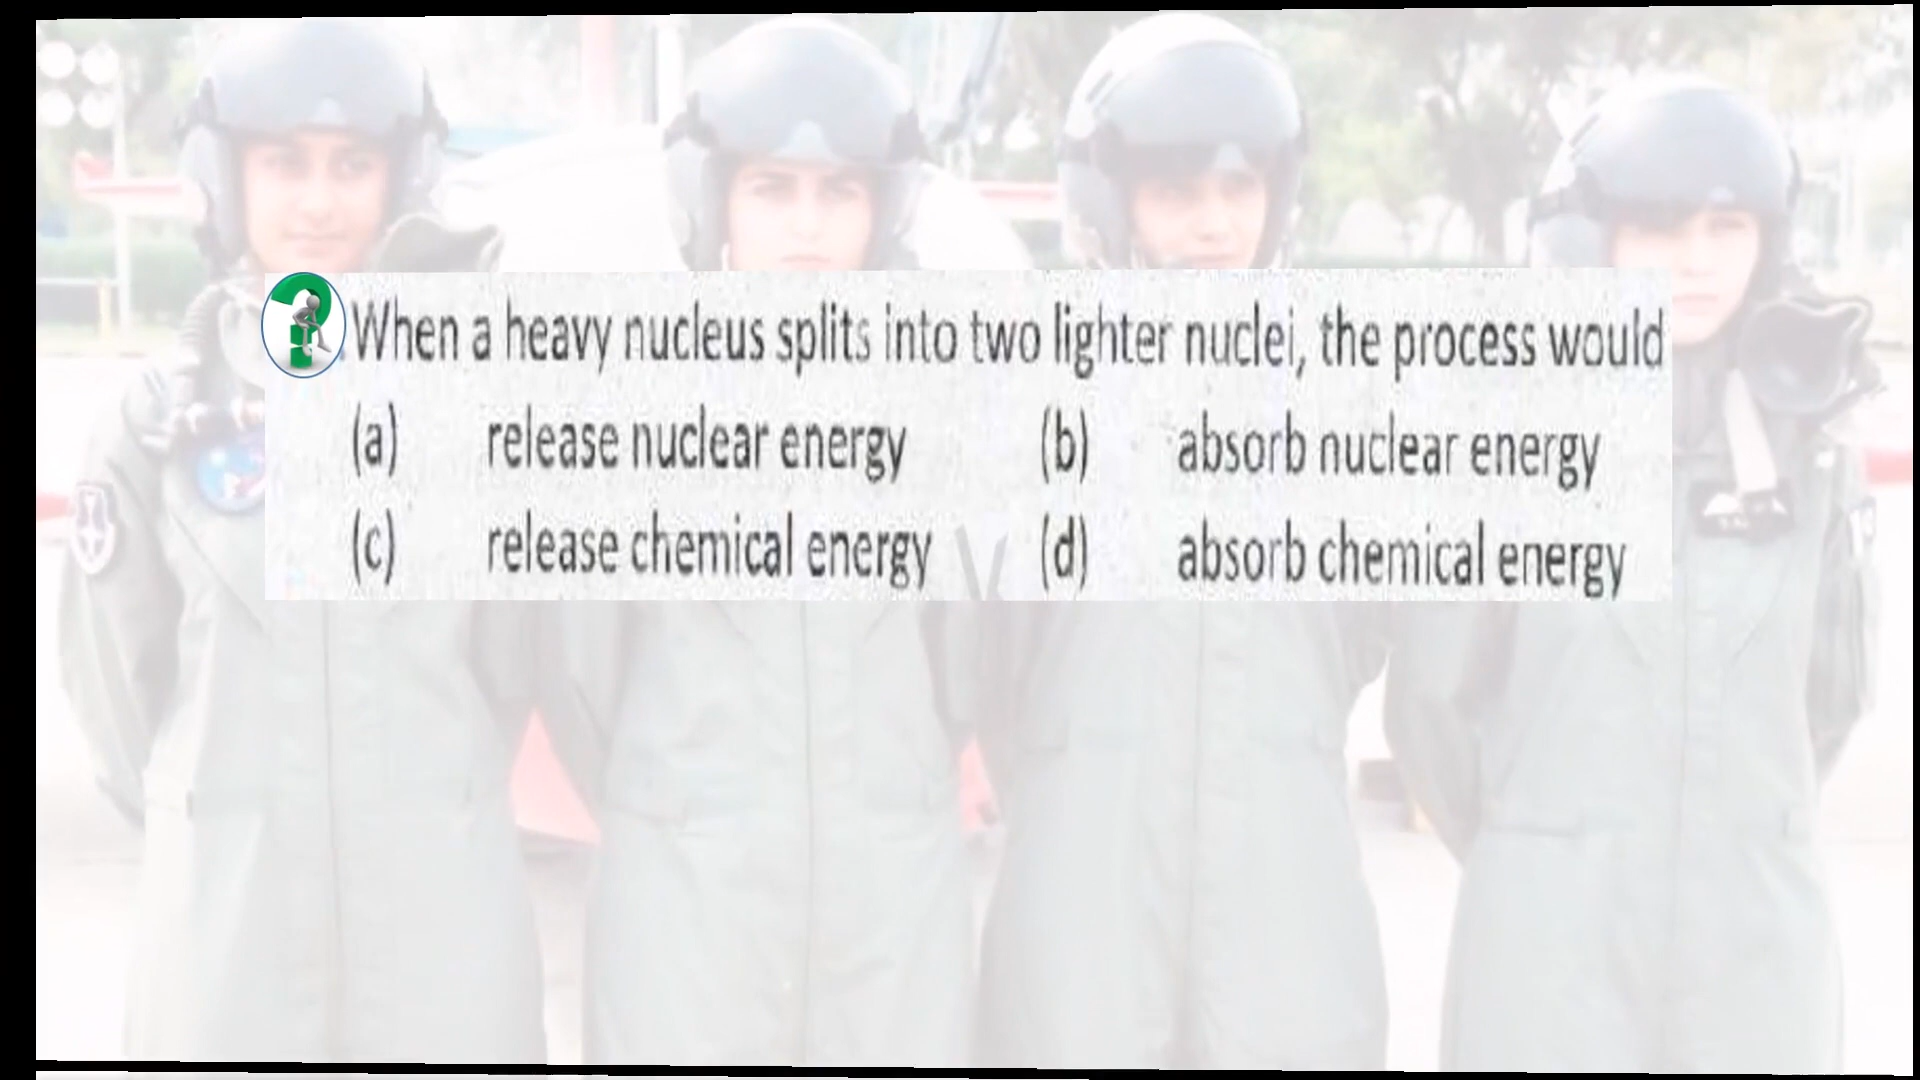 When a heavy nucleus splits into two lighter nuclei, the process would
(a) release nuclear energy (b) absorb nuclear energy
(c) release chemical energy (d) absorb chemical energy